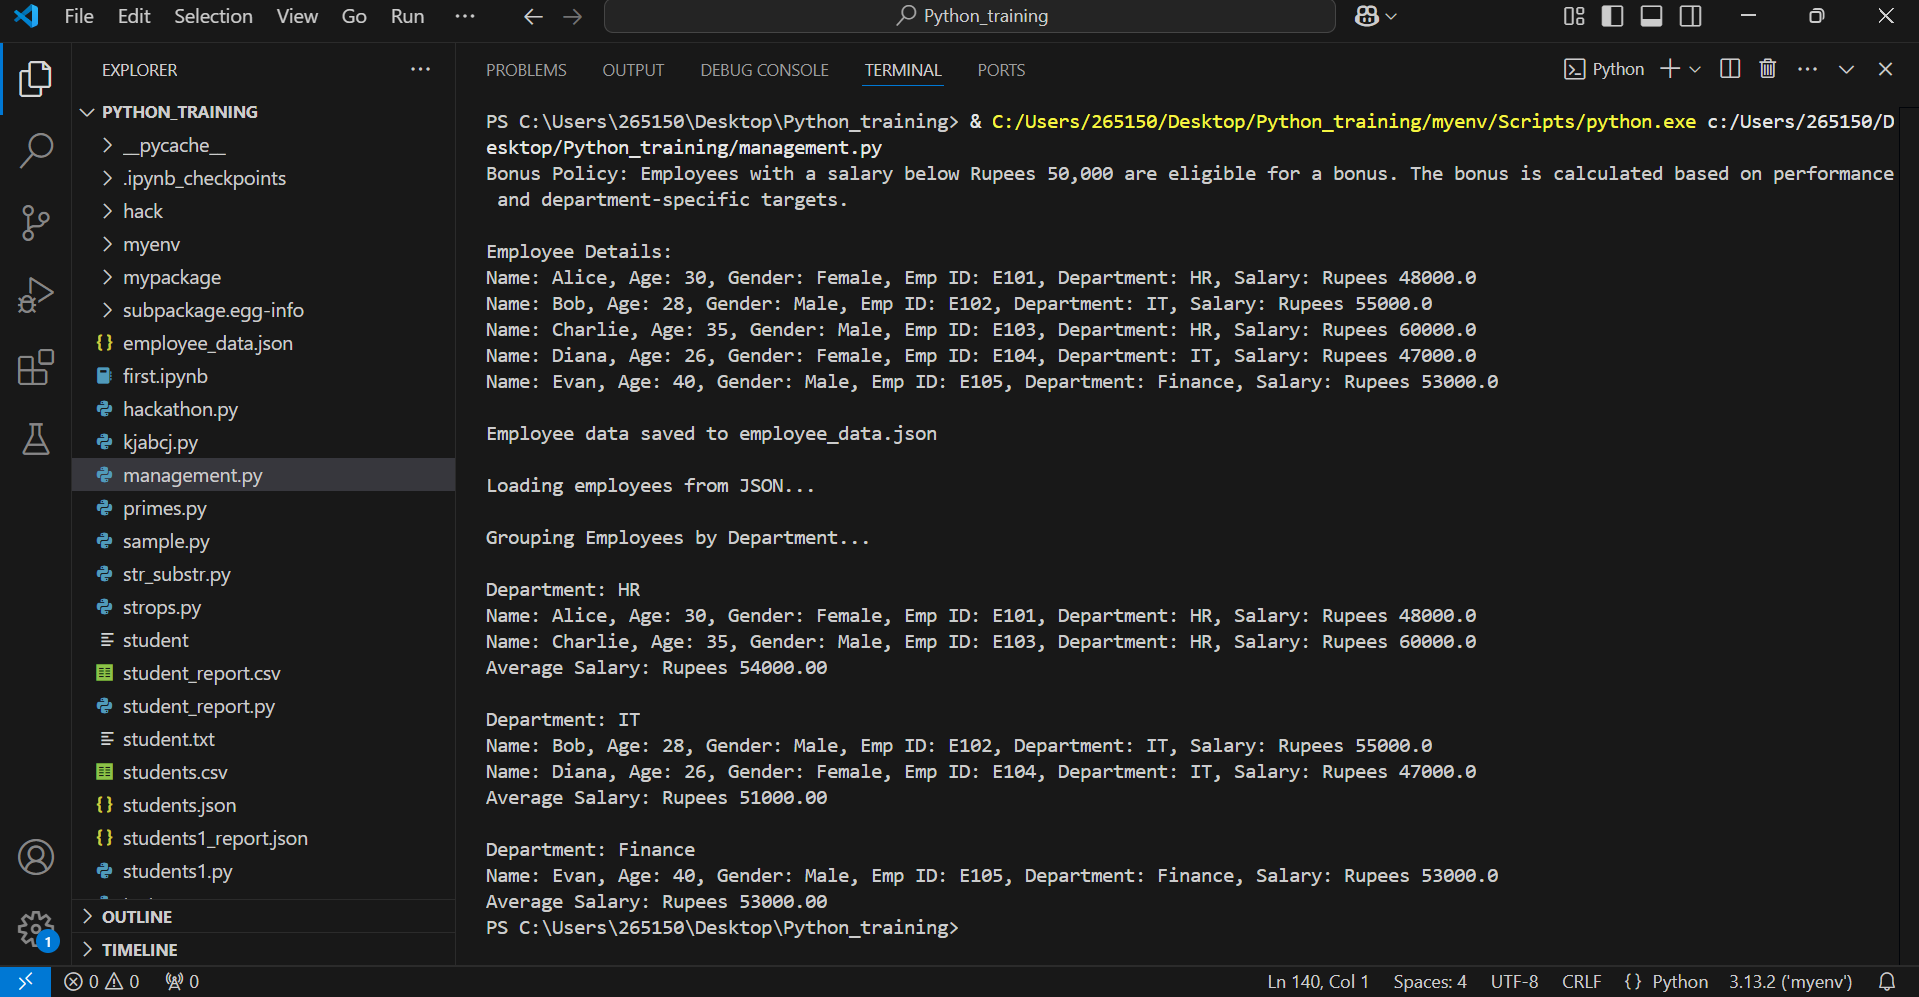 File Edit Selection View Go Run ··· Python_training
EXPLORER ···
PYTHON_TRAINING
__pycache__
.ipynb_checkpoints
hack
myenv
mypackage
subpackage.egg-info
{} employee_data.json
first.ipynb
hackathon.py
kjabcj.py
management.py
primes.py
sample.py
str_substr.py
strops.py
student
student_report.csv
student_report.py
student.txt
students.csv
{} students.json
{} students1_report.json
students1.py
OUTLINE
TIMELINE
1
PROBLEMS OUTPUT DEBUG CONSOLE TERMINAL PORTS Python ···
PS C:\Users\265150\Desktop\Python_training> & C:/Users/265150/Desktop/Python_training/myenv/Scripts/python.exe c:/Users/265150/D
esktop/Python_training/management.py
Bonus Policy: Employees with a salary below Rupees 50,000 are eligible for a bonus. The bonus is calculated based on performance
and department-specific targets.
Employee Details:
Name: Alice, Age: 30, Gender: Female, Emp ID: E101, Department: HR, Salary: Rupees 48000.0
Name: Bob, Age: 28, Gender: Male, Emp ID: E102, Department: IT, Salary: Rupees 55000.0
Name: Charlie, Age: 35, Gender: Male, Emp ID: E103, Department: HR, Salary: Rupees 60000.0
Name: Diana, Age: 26, Gender: Female, Emp ID: E104, Department: IT, Salary: Rupees 47000.0
Name: Evan, Age: 40, Gender: Male, Emp ID: E105, Department: Finance, Salary: Rupees 53000.0
Employee data saved to employee_data.json
Loading employees from JSON...
Grouping Employees by Department...
Department: HR
Name: Alice, Age: 30, Gender: Female, Emp ID: E101, Department: HR, Salary: Rupees 48000.0
Name: Charlie, Age: 35, Gender: Male, Emp ID: E103, Department: HR, Salary: Rupees 60000.0
Average Salary: Rupees 54000.00
Department: IT
Name: Bob, Age: 28, Gender: Male, Emp ID: E102, Department: IT, Salary: Rupees 55000.0
Name: Diana, Age: 26, Gender: Female, Emp ID: E104, Department: IT, Salary: Rupees 47000.0
Average Salary: Rupees 51000.00
Department: Finance
Name: Evan, Age: 40, Gender: Male, Emp ID: E105, Department: Finance, Salary: Rupees 53000.0
Average Salary: Rupees 53000.00
PS C:\Users\265150\Desktop\Python_training>
0 0 0 Ln 140, Col 1 Spaces: 4 UTF-8 CRLF {} Python 3.13.2 ('myenv')